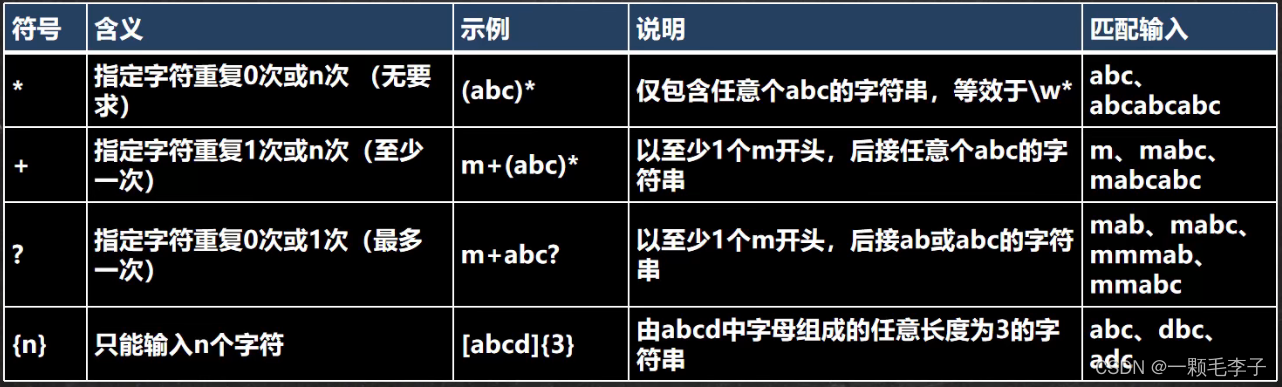 符号 含义 示例 说明 匹配输入
* 指定字符重复0次或n次 （无要求） (abc)* 仅包含任意个abc的字符串，等效于\w* abc、abcabcabc
+ 指定字符重复1次或n次（至少一次） m+(abc)* 以至少1个m开头，后接任意个abc的字符串 m、mabc、mabcabc
? 指定字符重复0次或1次（最多一次） m+abc? 以至少1个m开头，后接ab或abc的字符串 mab、mabc、mmmab、mmabc
{n} 只能输入n个字符 [abcd]{3} 由abcd中字母组成的任意长度为3的字符串 abc、dbc、adc
CSDN @一颗毛李子